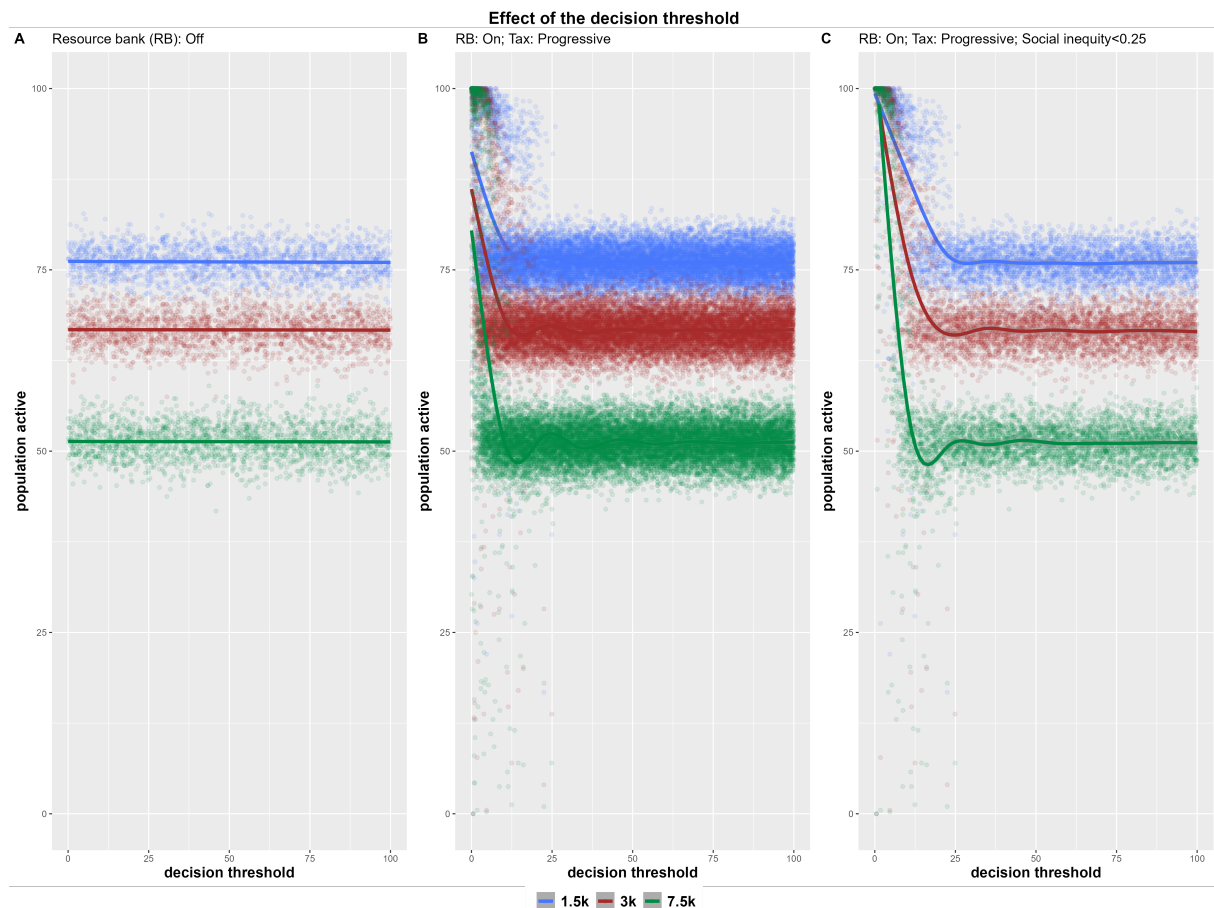 Effect of the decision threshold
A Resource bank (RB): Off
B RB: On; Tax: Progressive
C RB: On; Tax: Progressive; Social inequity<0.25
population active
100
75
50
25
0
0 25 50 75 100
decision threshold
population active
100
75
50
25
0
0 25 50 75 100
decision threshold
population active
100
75
50
25
0
0 25 50 75 100
decision threshold
1.5k 3k 7.5k